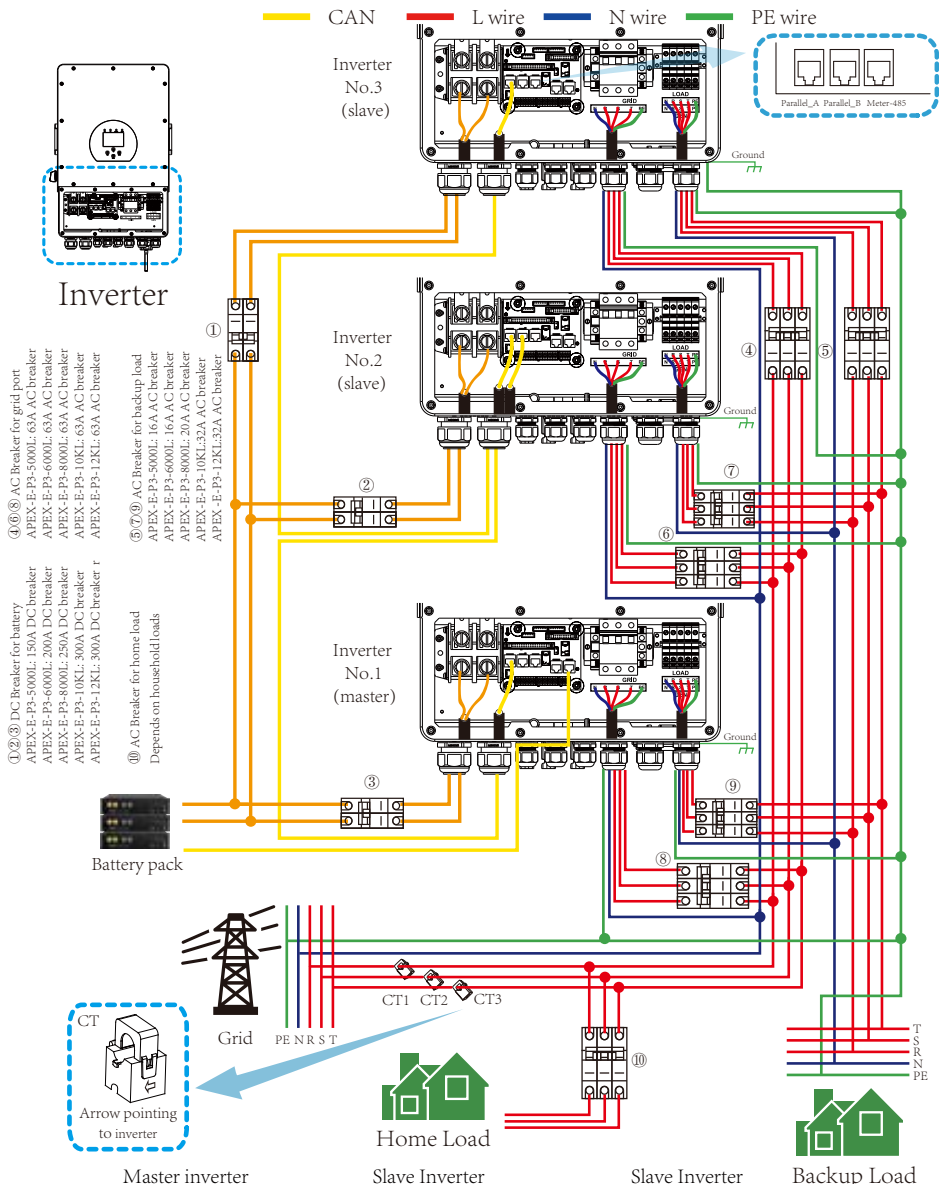 CAN L wire N wire PE wire
Inverter
No.3
(slave)
GRID
LOAD
Parallel_A Parallel_B Meter-485
Ground
Inverter
①
Inverter
No.2
(slave)
GRID
LOAD
④
⑤
Ground
②
⑦
⑥
④⑥⑧ AC Breaker for grid port
APEX-E-P3-5000L: 63A AC breaker
APEX-E-P3-6000L: 63A AC breaker
APEX-E-P3-8000L: 63A AC breaker
APEX-E-P3-10KL: 63A AC breaker
APEX-E-P3-12KL: 63A AC breaker
⑤⑦⑨ AC Breaker for backup load
APEX-E-P3-5000L: 16A AC breaker
APEX-E-P3-6000L: 16A AC breaker
APEX-E-P3-8000L: 20A AC breaker
APEX-E-P3-10KL:32A AC breaker
APEX -E-P3-12KL:32A AC breaker
①②③ DC Breaker for battery
APEX-E-P3-5000L: 150A DC breaker
APEX-E-P3-6000L: 200A DC breaker
APEX-E-P3-8000L: 250A DC breaker
APEX-E-P3-10KL: 300A DC breaker
APEX-E-P3-12KL: 300A DC breaker r
⑩ AC Breaker for home load
Depends on household loads
Inverter
No.1
(master)
GRID
LOAD
Ground
③
⑨
⑧
Battery pack
CT1 CT2 CT3
Grid
PE N R S T
⑩
CT
Arrow pointing
to inverter
Home Load
T
S
R
N
PE
Backup Load
Master inverter Slave Inverter Slave Inverter